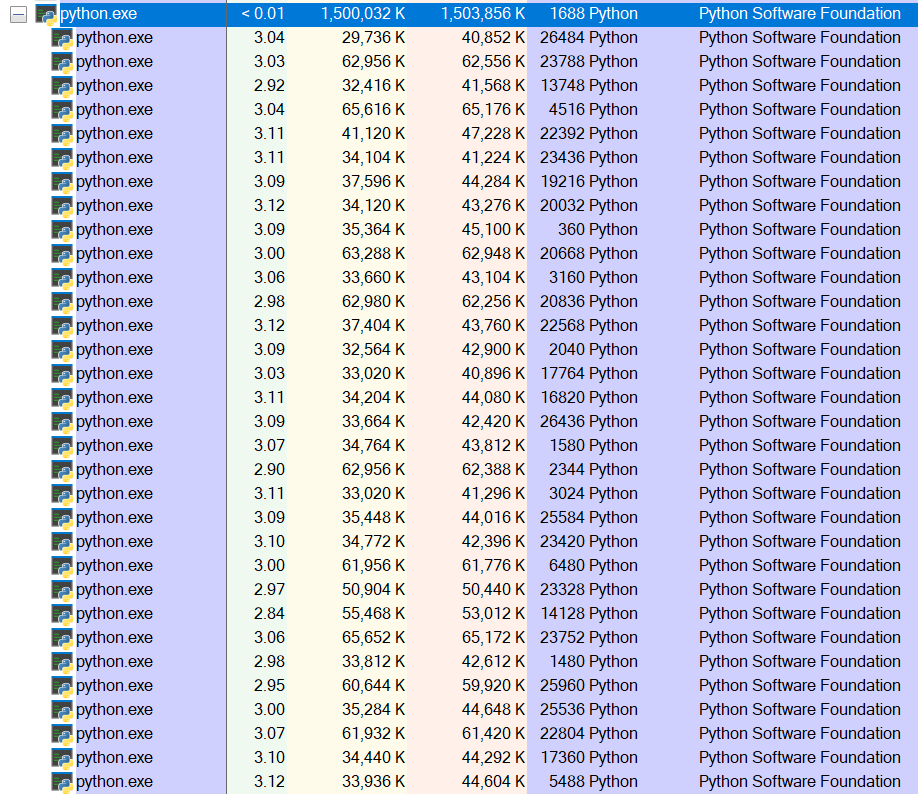 python.exe < 0.01 1,500,032 K 1,503,856 K 1688 Python Python Software Foundation
python.exe 3.04 29,736 K 40,852 K 26484 Python Python Software Foundation
python.exe 3.03 62,956 K 62,556 K 23788 Python Python Software Foundation
python.exe 2.92 32,416 K 41,568 K 13748 Python Python Software Foundation
python.exe 3.04 65,616 K 65,176 K 4516 Python Python Software Foundation
python.exe 3.11 41,120 K 47,228 K 22392 Python Python Software Foundation
python.exe 3.11 34,104 K 41,224 K 23436 Python Python Software Foundation
python.exe 3.09 37,596 K 44,284 K 19216 Python Python Software Foundation
python.exe 3.12 34,120 K 43,276 K 20032 Python Python Software Foundation
python.exe 3.09 35,364 K 45,100 K 360 Python Python Software Foundation
python.exe 3.00 63,288 K 62,948 K 20668 Python Python Software Foundation
python.exe 3.06 33,660 K 43,104 K 3160 Python Python Software Foundation
python.exe 2.98 62,980 K 62,256 K 20836 Python Python Software Foundation
python.exe 3.12 37,404 K 43,760 K 22568 Python Python Software Foundation
python.exe 3.09 32,564 K 42,900 K 2040 Python Python Software Foundation
python.exe 3.03 33,020 K 40,896 K 17764 Python Python Software Foundation
python.exe 3.11 34,204 K 44,080 K 16820 Python Python Software Foundation
python.exe 3.09 33,664 K 42,420 K 26436 Python Python Software Foundation
python.exe 3.07 34,764 K 43,812 K 1580 Python Python Software Foundation
python.exe 2.90 62,956 K 62,388 K 2344 Python Python Software Foundation
python.exe 3.11 33,020 K 41,296 K 3024 Python Python Software Foundation
python.exe 3.09 35,448 K 44,016 K 25584 Python Python Software Foundation
python.exe 3.10 34,772 K 42,396 K 23420 Python Python Software Foundation
python.exe 3.00 61,956 K 61,776 K 6480 Python Python Software Foundation
python.exe 2.97 50,904 K 50,440 K 23328 Python Python Software Foundation
python.exe 2.84 55,468 K 53,012 K 14128 Python Python Software Foundation
python.exe 3.06 65,652 K 65,172 K 23752 Python Python Software Foundation
python.exe 2.98 33,812 K 42,612 K 1480 Python Python Software Foundation
python.exe 2.95 60,644 K 59,920 K 25960 Python Python Software Foundation
python.exe 3.00 35,284 K 44,648 K 25536 Python Python Software Foundation
python.exe 3.07 61,932 K 61,420 K 22804 Python Python Software Foundation
python.exe 3.10 34,440 K 44,292 K 17360 Python Python Software Foundation
python.exe 3.12 33,936 K 44,604 K 5488 Python Python Software Foundation